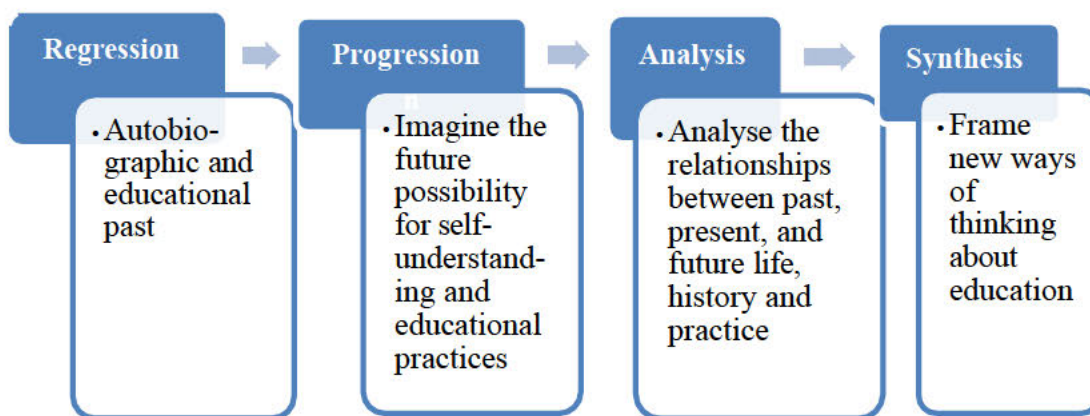 Regression
• Autobio-
graphic and
educational
past
Progression
n
• Imagine the
future
possibility
for self-
understand-
ing and
educational
practices
Analysis
• Analyse the
relationships
between past,
present, and
future life,
history and
practice
Synthesis
• Frame
new ways
of
thinking
about
education